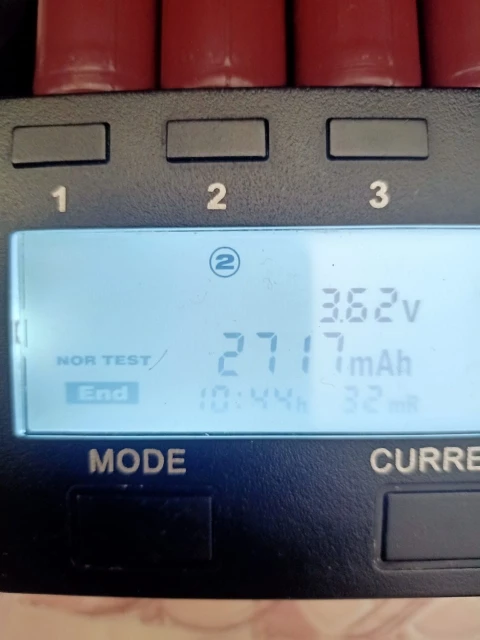 1 2 3
②
3.62V
NOR TEST 2717mAh
End 10:44h 32mR
MODE CURRE